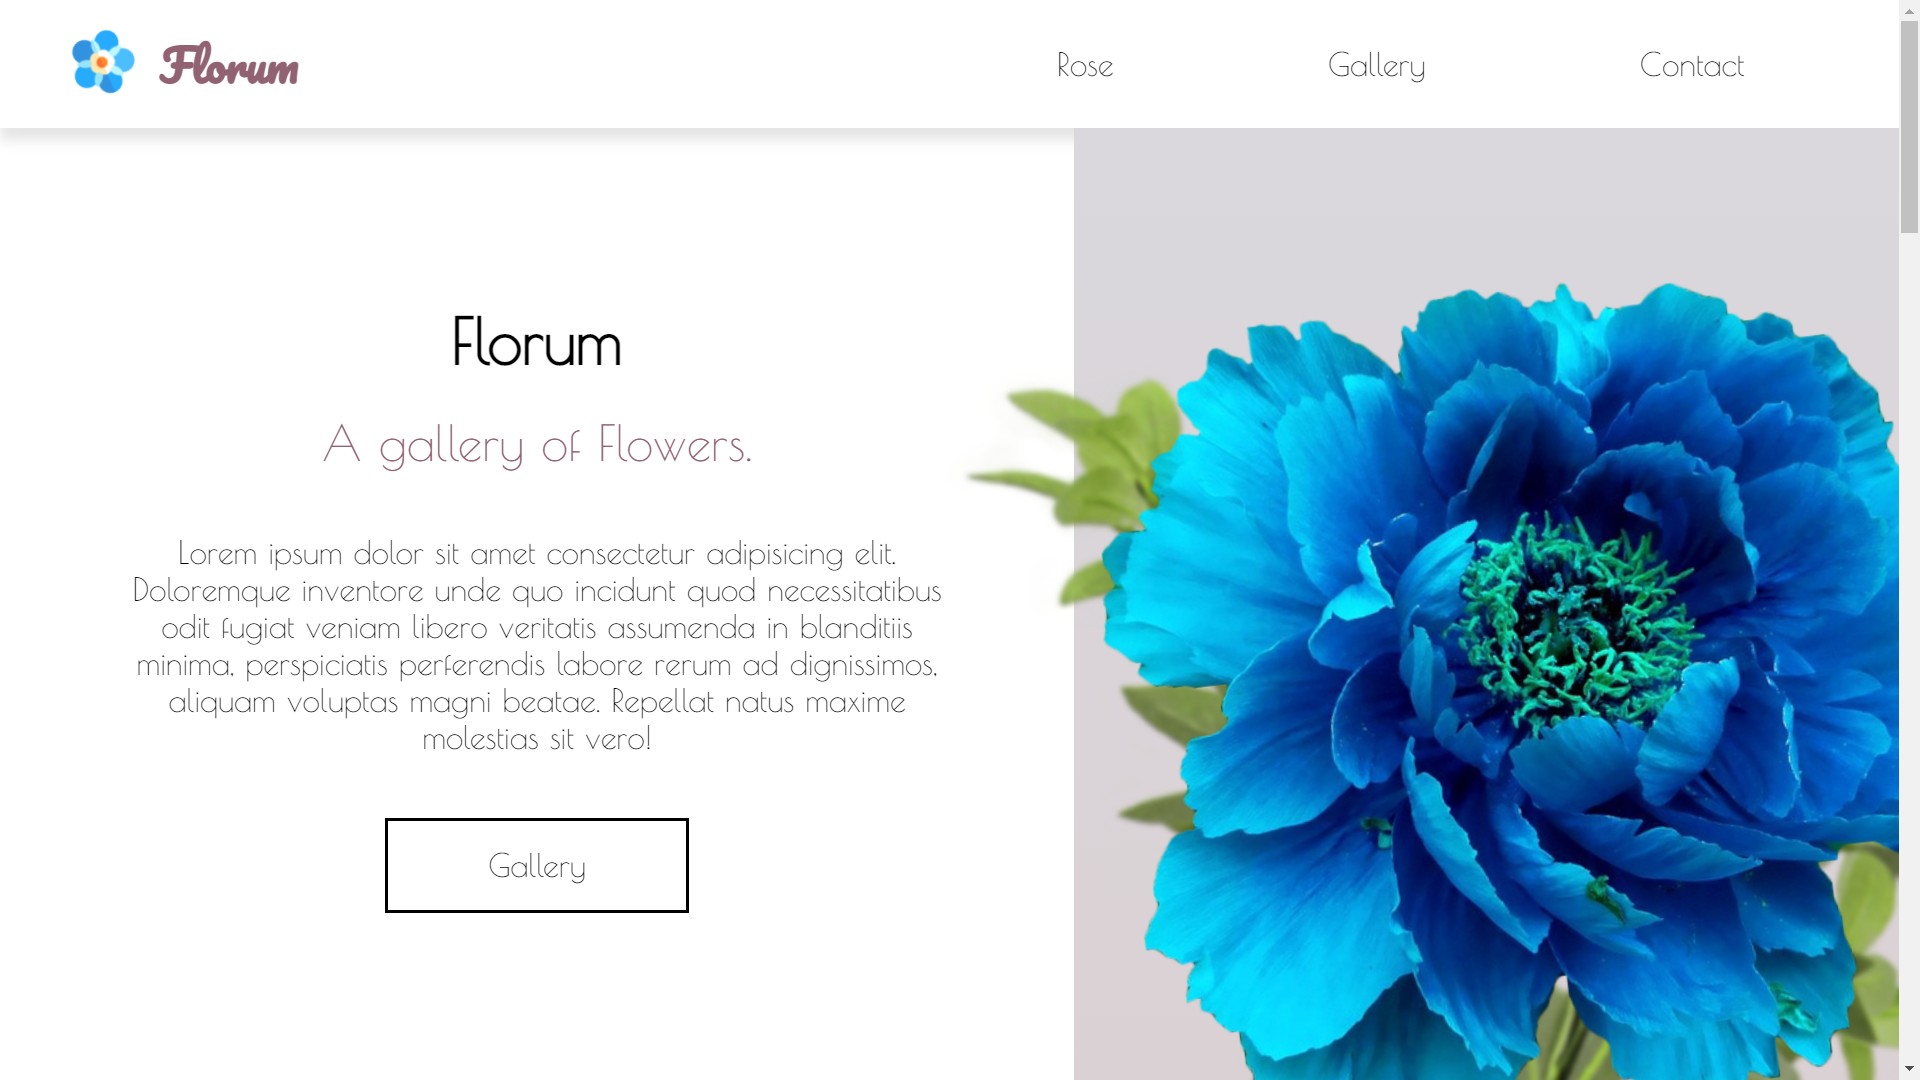 Florum
Rose
Gallery
Contact
Florum
A gallery of Flowers.
Lorem ipsum dolor sit amet consectetur adipisicing elit.
Doloremque inventore unde quo incidunt quod necessitatibus
odit fugiat veniam libero veritatis assumenda in blanditiis
minima, perspiciatis perferendis labore rerum ad dignissimos,
aliquam voluptas magni beatae. Repellat natus maxime
molestias sit vero!
Gallery